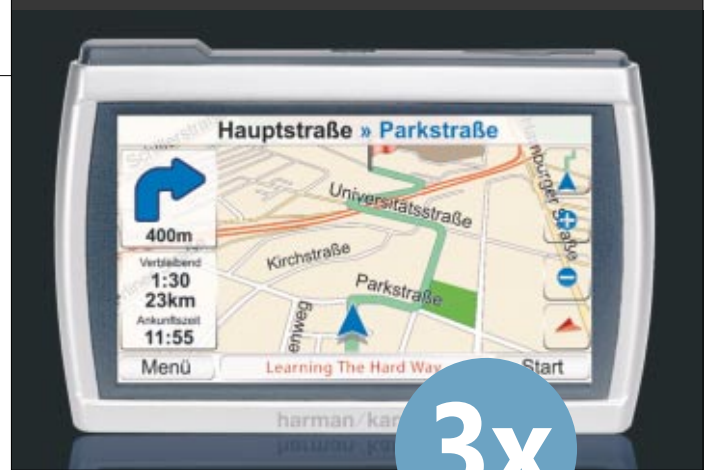 Hauptstraße » Parkstraße
400m
Verbleibend
1:30
23km
Ankunftszeit
11:55
Universitätsstraße
Kirchstraße
Parkstraße
enweg
Menü
Learning The Hard Way
Start
harman/kar
3x